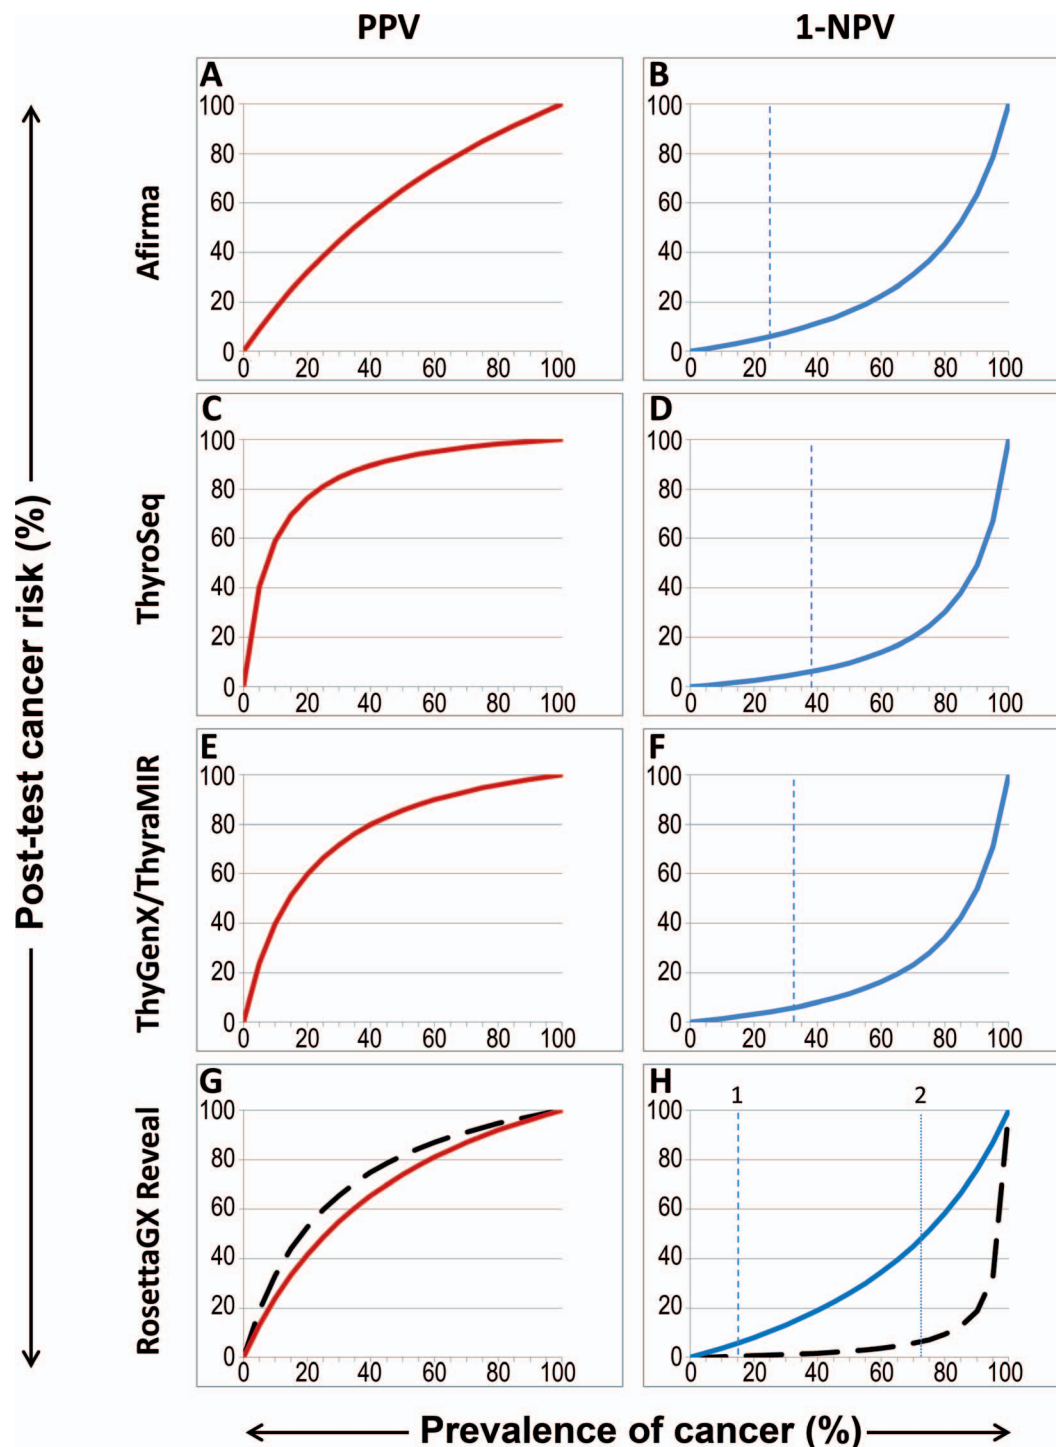 PPV
1-NPV
Post-test cancer risk (%)
Afirma
A
100
80
60
40
20
0
0 20 40 60 80 100
B
100
80
60
40
20
0
0 20 40 60 80 100
ThyroSeq
C
100
80
60
40
20
0
0 20 40 60 80 100
D
100
80
60
40
20
0
0 20 40 60 80 100
ThyGenX/ThyraMIR
E
100
80
60
40
20
0
0 20 40 60 80 100
F
100
80
60
40
20
0
0 20 40 60 80 100
RosettaGX Reveal
G
100
80
60
40
20
0
0 20 40 60 80 100
H
1 2
100
80
60
40
20
0
0 20 40 60 80 100
Prevalence of cancer (%)